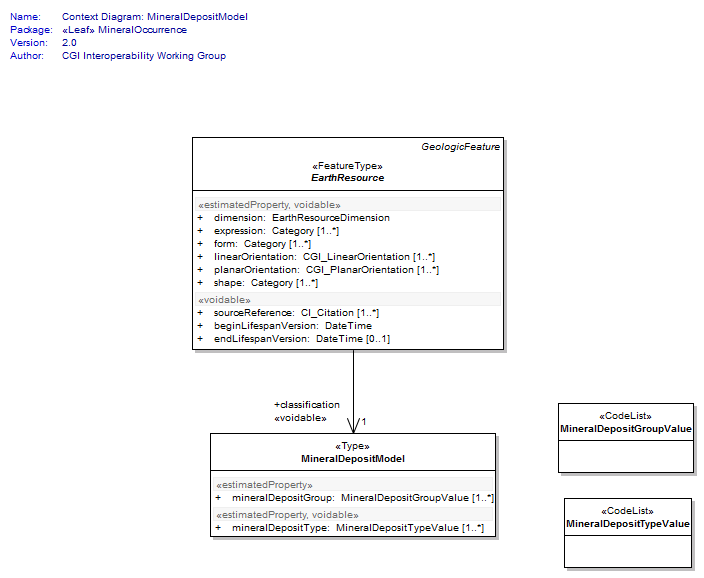 Name: Context Diagram: MineralDepositModel
Package: «Leaf» MineralOccurrence
Version: 2.0
Author: CGI Interoperability Working Group
GeologicFeature
«FeatureType»
EarthResource
«estimatedProperty, voidable»
+ dimension: EarthResourceDimension
+ expression: Category [1..*]
+ form: Category [1..*]
+ linearOrientation: CGI_LinearOrientation [1..*]
+ planarOrientation: CGI_PlanarOrientation [1..*]
+ shape: Category [1..*]
«voidable»
+ sourceReference: CI_Citation [1..*]
+ beginLifespanVersion: DateTime
+ endLifespanVersion: DateTime [0..1]
+classification
«voidable»
1
«Type»
MineralDepositModel
«estimatedProperty»
+ mineralDepositGroup: MineralDepositGroupValue [1..*]
«estimatedProperty, voidable»
+ mineralDepositType: MineralDepositTypeValue [1..*]
«CodeList»
MineralDepositGroupValue
«CodeList»
MineralDepositTypeValue